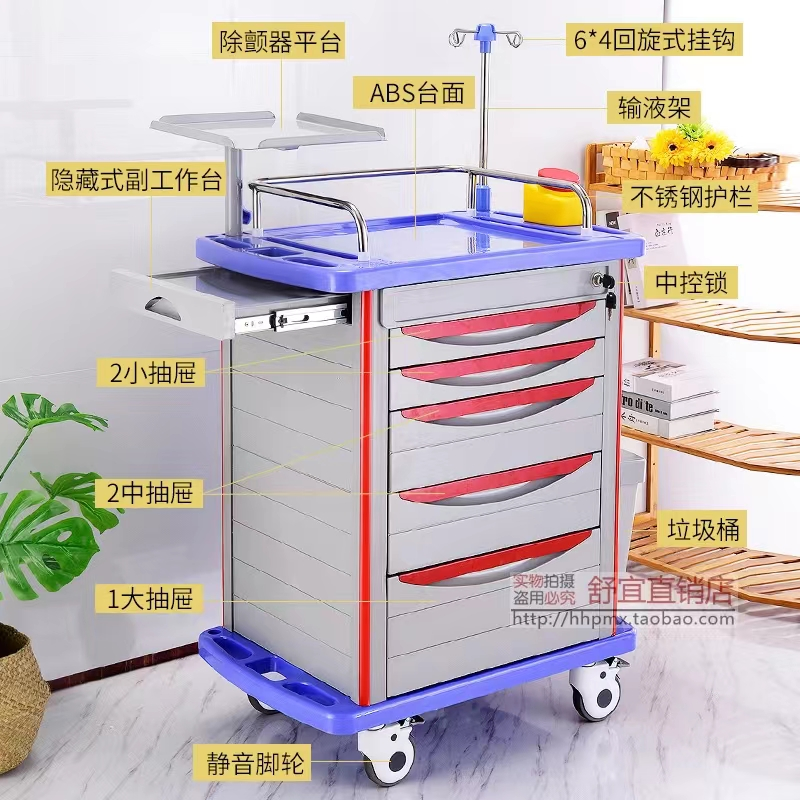 除颤器平台
6*4回旋式挂钩
ABS台面
输液架
隐藏式副工作台
不锈钢护栏
中控锁
2小抽屉
2中抽屉
1大抽屉
垃圾桶
实物拍摄
盗用必究
舒宜直销店
http://hhpmx.taobao.com
静音脚轮